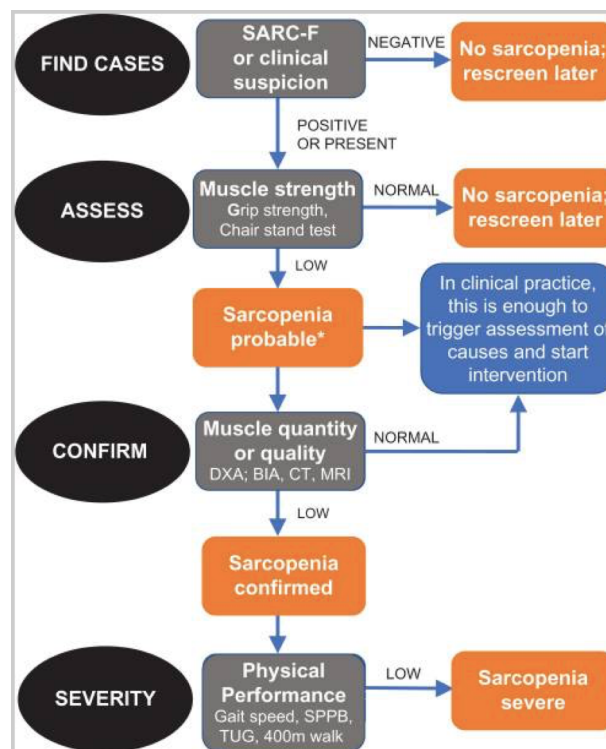 FIND CASES
SARC-F
or clinical
suspicion
NEGATIVE
No sarcopenia;
rescreen later
POSITIVE
OR PRESENT
ASSESS
Muscle strength
Grip strength,
Chair stand test
NORMAL
No sarcopenia;
rescreen later
LOW
Sarcopenia
probable*
In clinical practice,
this is enough to
trigger assessment of
causes and start
intervention
CONFIRM
Muscle quantity
or quality
DXA; BIA, CT, MRI
NORMAL
LOW
Sarcopenia
confirmed
SEVERITY
Physical
Performance
Gait speed, SPPB,
TUG, 400m walk
LOW
Sarcopenia
severe